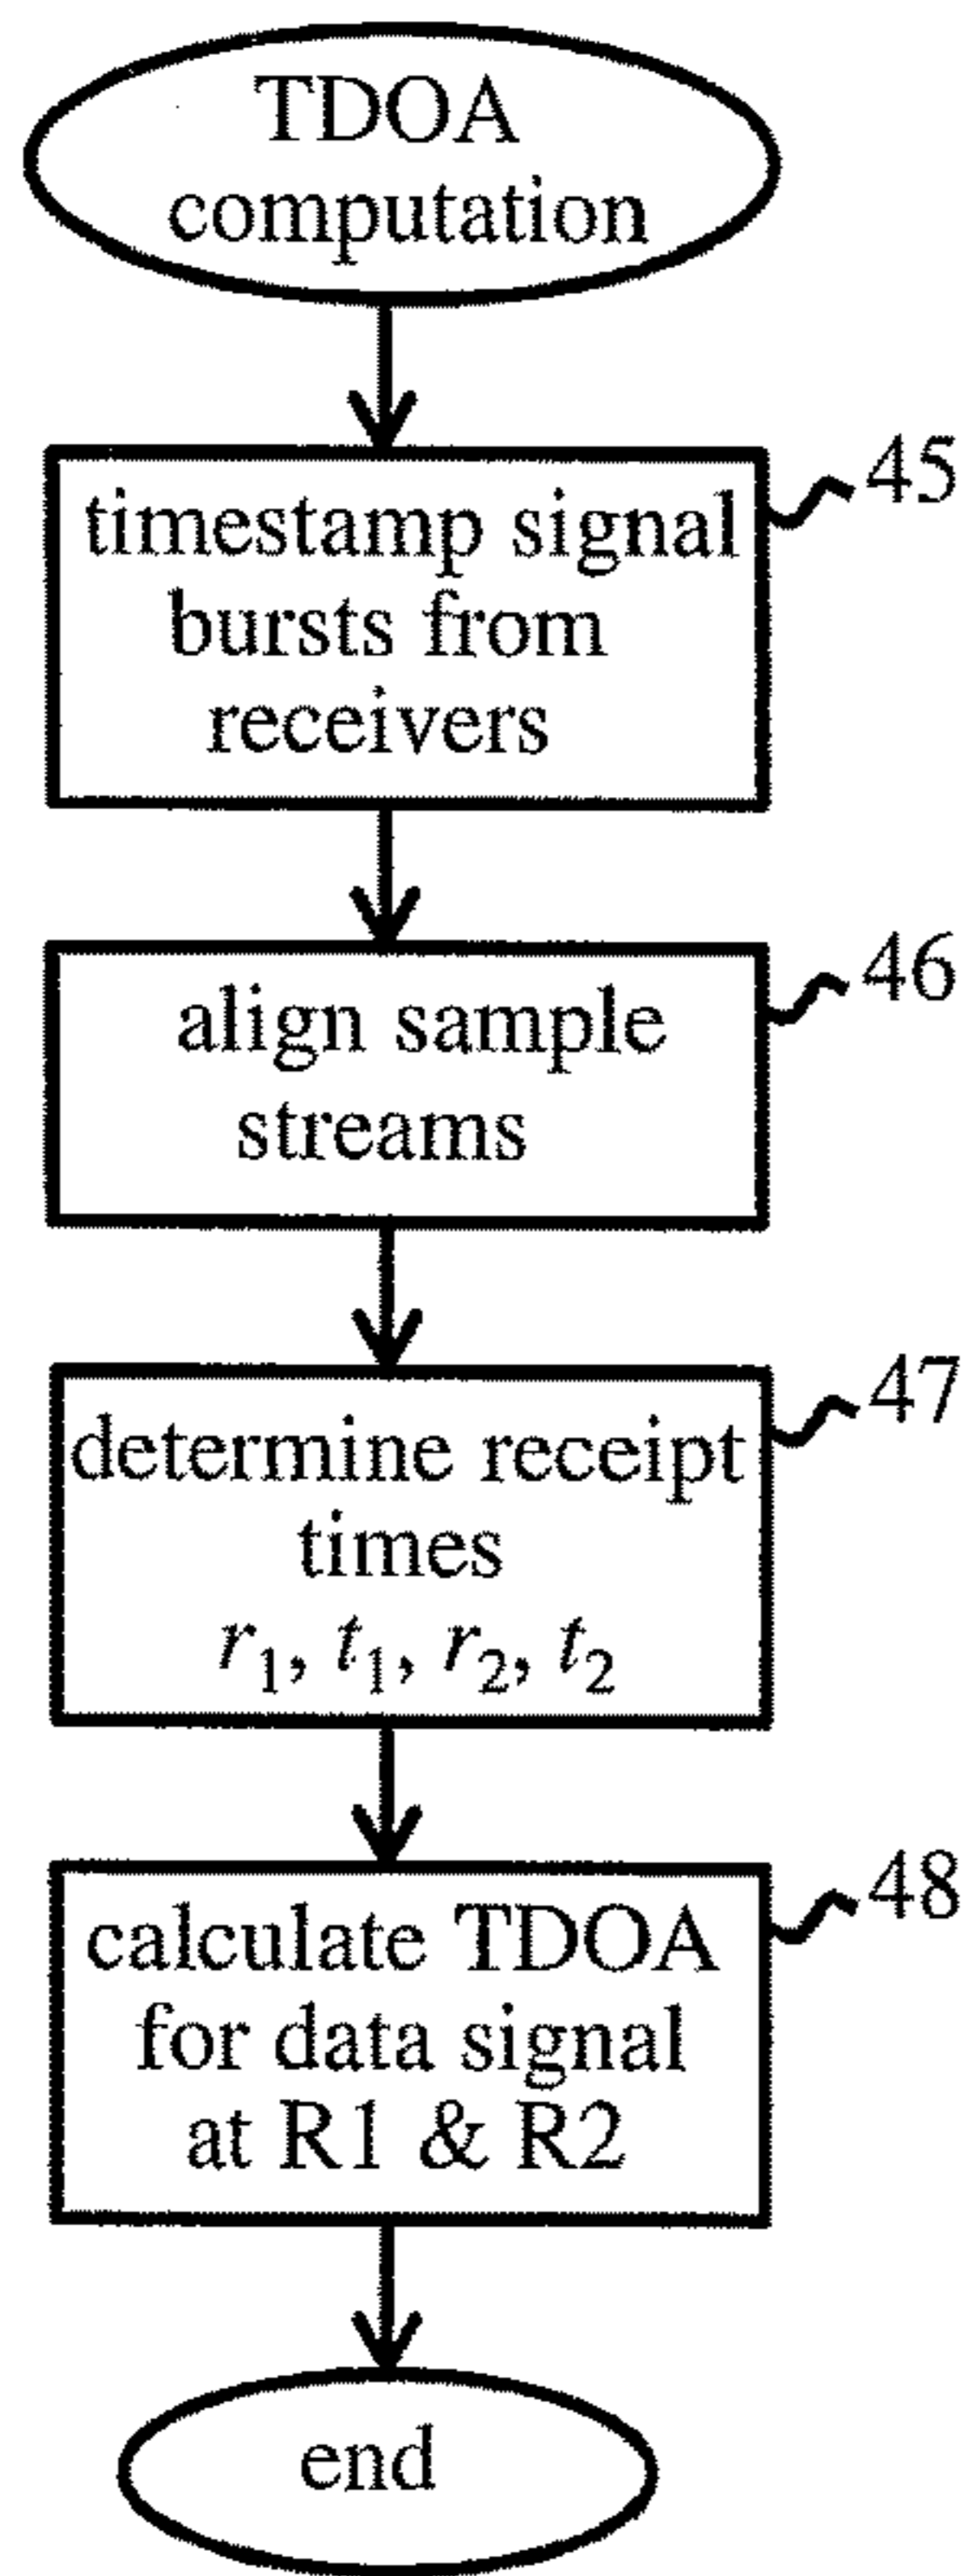 TDOA
computation
45
timestamp signal
bursts from
receivers
46
align sample
streams
47
determine receipt
times
r₁, t₁, r₂, t₂
48
calculate TDOA
for data signal
at R1 & R2
end